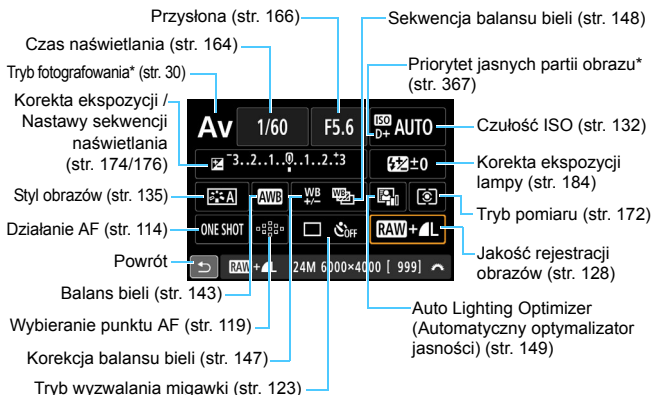 Przysłona (str. 166)
Sekwencja balansu bieli (str. 148)
Czas naświetlania (str. 164)
Priorytet jasnych partii obrazu*
(str. 367)
Tryb fotografowania* (str. 30)
Korekta ekspozycji /
Nastawy sekwencji
naświetlania
(str. 174/176)
Czułość ISO (str. 132)
Korekta ekspozycji
lampy (str. 184)
Styl obrazów (str. 135)
Tryb pomiaru (str. 172)
Działanie AF (str. 114)
Jakość rejestracji
obrazów (str. 128)
Powrót
Balans bieli (str. 143)
Auto Lighting Optimizer
(Automatyczny optymalizator
jasności) (str. 149)
Wybieranie punktu AF (str. 119)
Korekcja balansu bieli (str. 147)
Tryb wyzwalania migawki (str. 123)
Av 1/60 F5.6 ISO D+ AUTO
-3..2..1..0..1..2..+3 ±0
A AWB WB +/- WB
ONE SHOT OFF RAW+L
RAW+L 24M 6000×4000 [ 999]